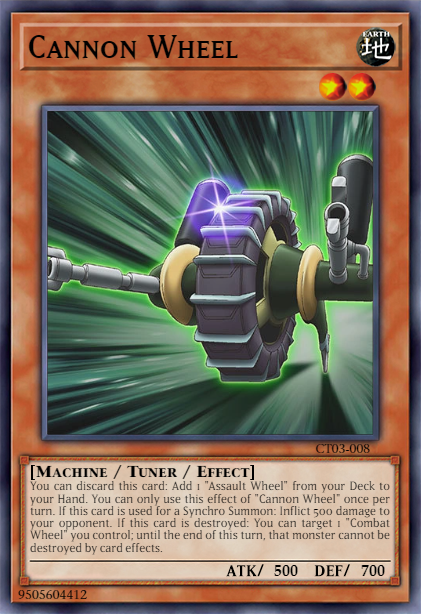 CANNON WHEEL
EARTH
地
CT03-008
[MACHINE / TUNER / EFFECT]
You can discard this card: Add 1 "Assault Wheel" from your Deck to
your Hand. You can only use this effect of "Cannon Wheel" once per
turn. If this card is used for a Synchro Summon: Inflict 500 damage to
your opponent. If this card is destroyed: You can target 1 "Combat
Wheel" you control; until the end of this turn, that monster cannot be
destroyed by card effects.
ATK/ 500 DEF/ 700
9505604412